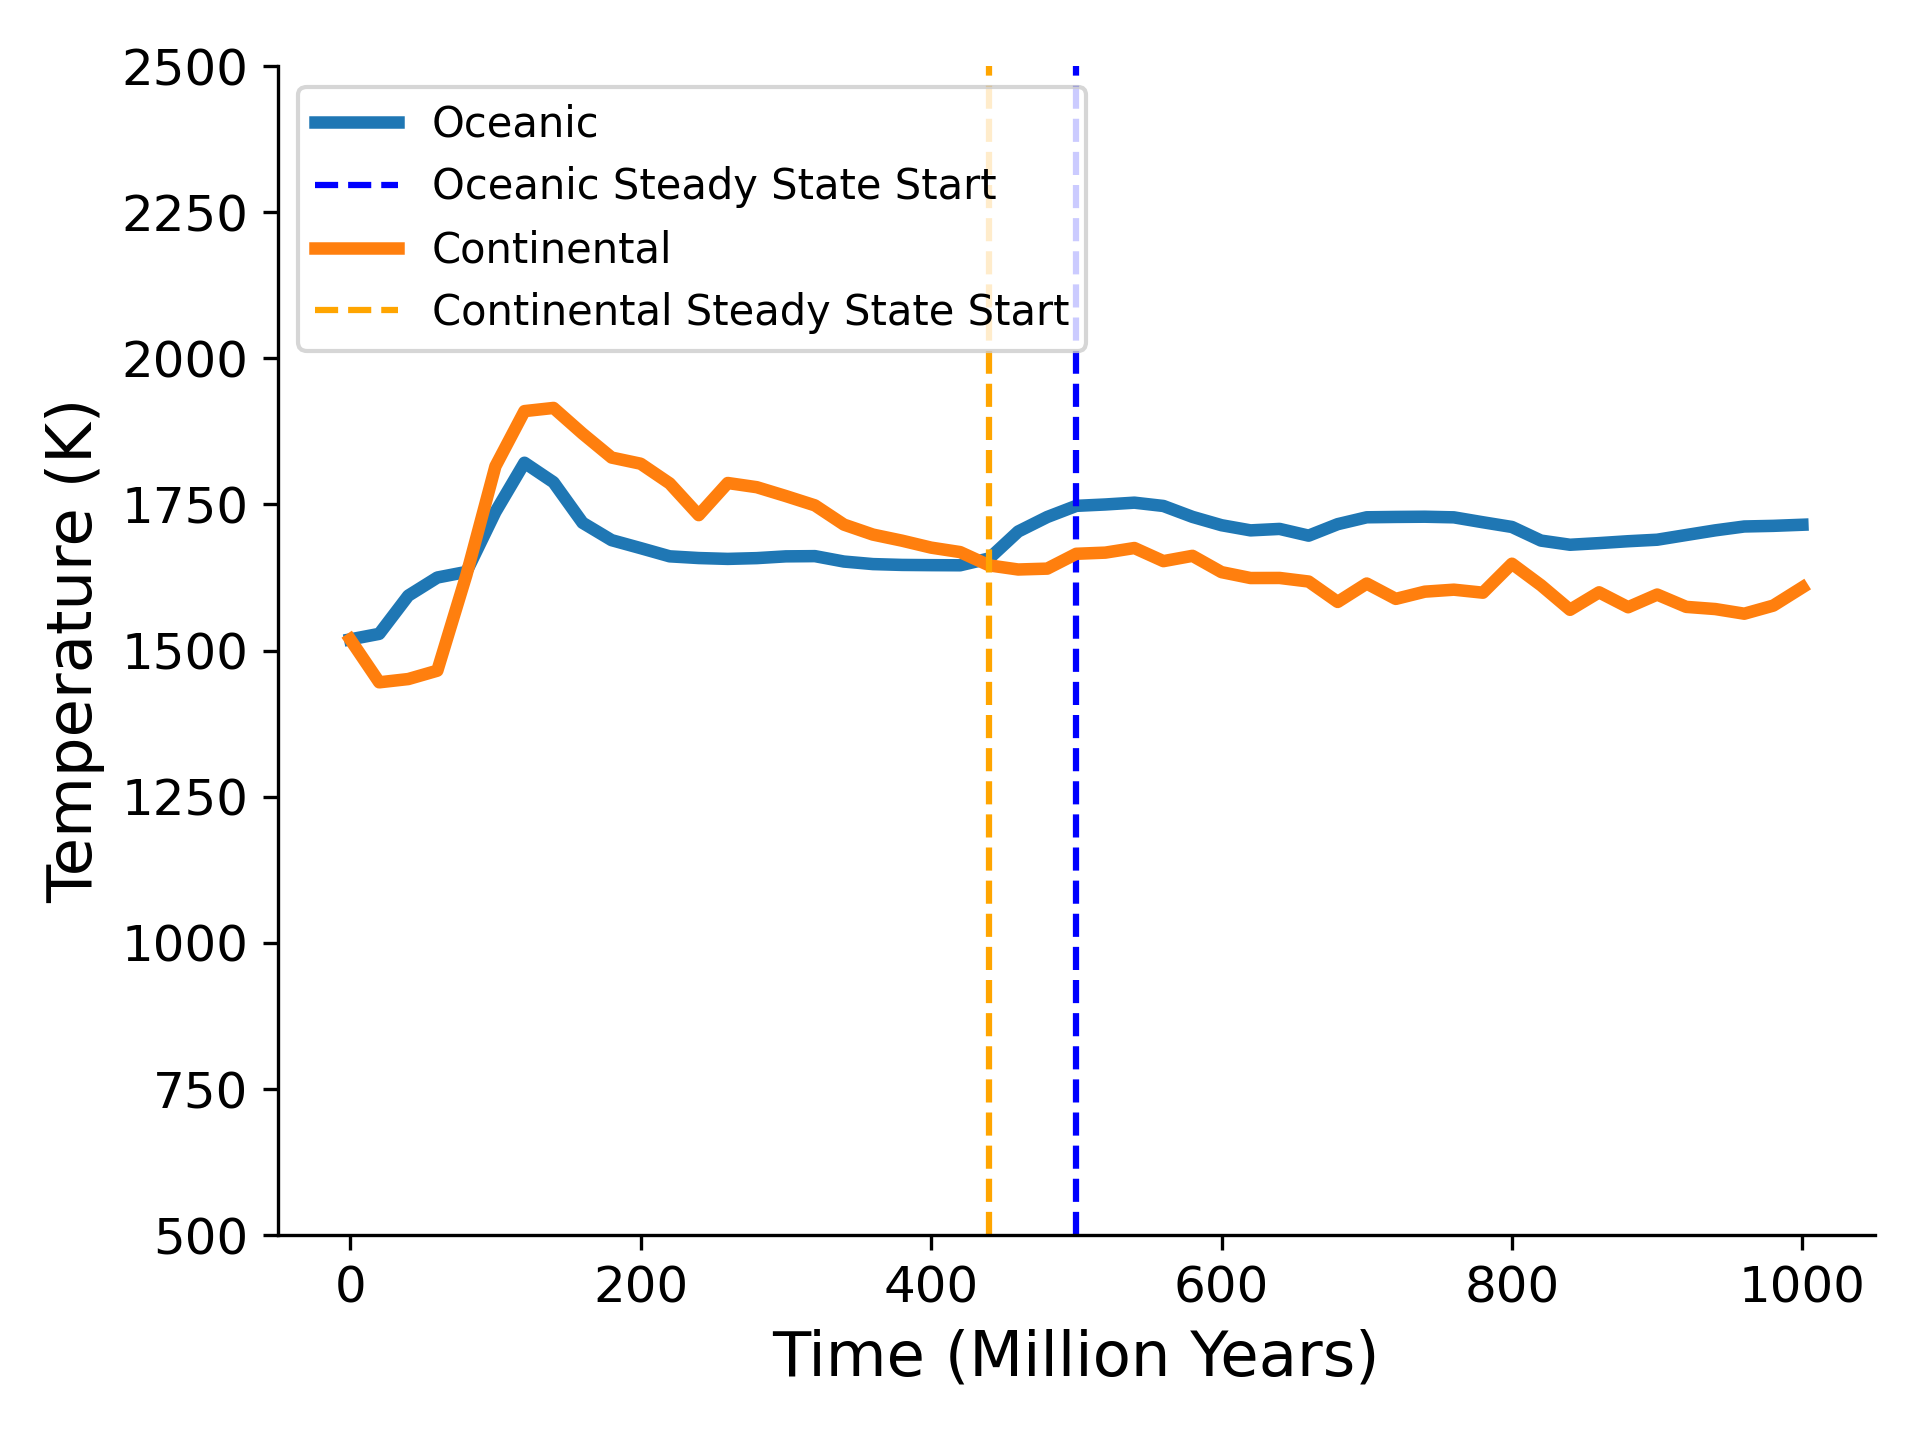 2500
2250
2000
1750
1500
1250
1000
750
500
Temperature (K)
Oceanic
Oceanic Steady State Start
Continental
Continental Steady State Start
0 200 400 600 800 1000
Time (Million Years)